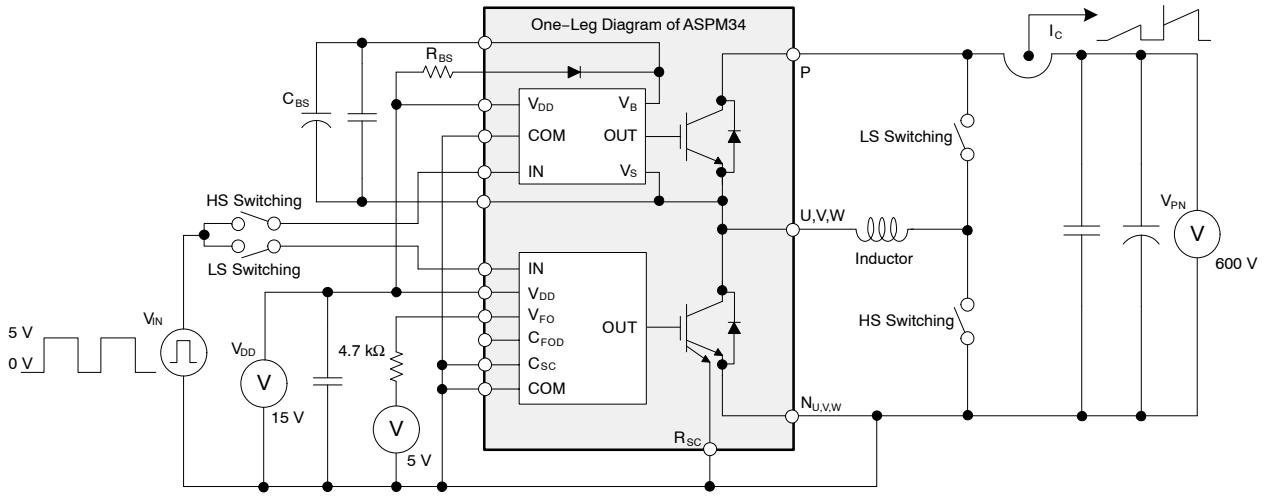 One–Leg Diagram of ASPM34
I_C
R_BS
P
C_BS
V_DD
V_B
COM
OUT
IN
V_S
LS Switching
HS Switching
LS Switching
U,V,W
Inductor
V_PN
V
600 V
IN
V_DD
V_FO
C_FOD
C_SC
COM
OUT
HS Switching
V_IN
5 V
0 V
V_DD
V
15 V
4.7 kΩ
V
5 V
R_SC
N_U,V,W